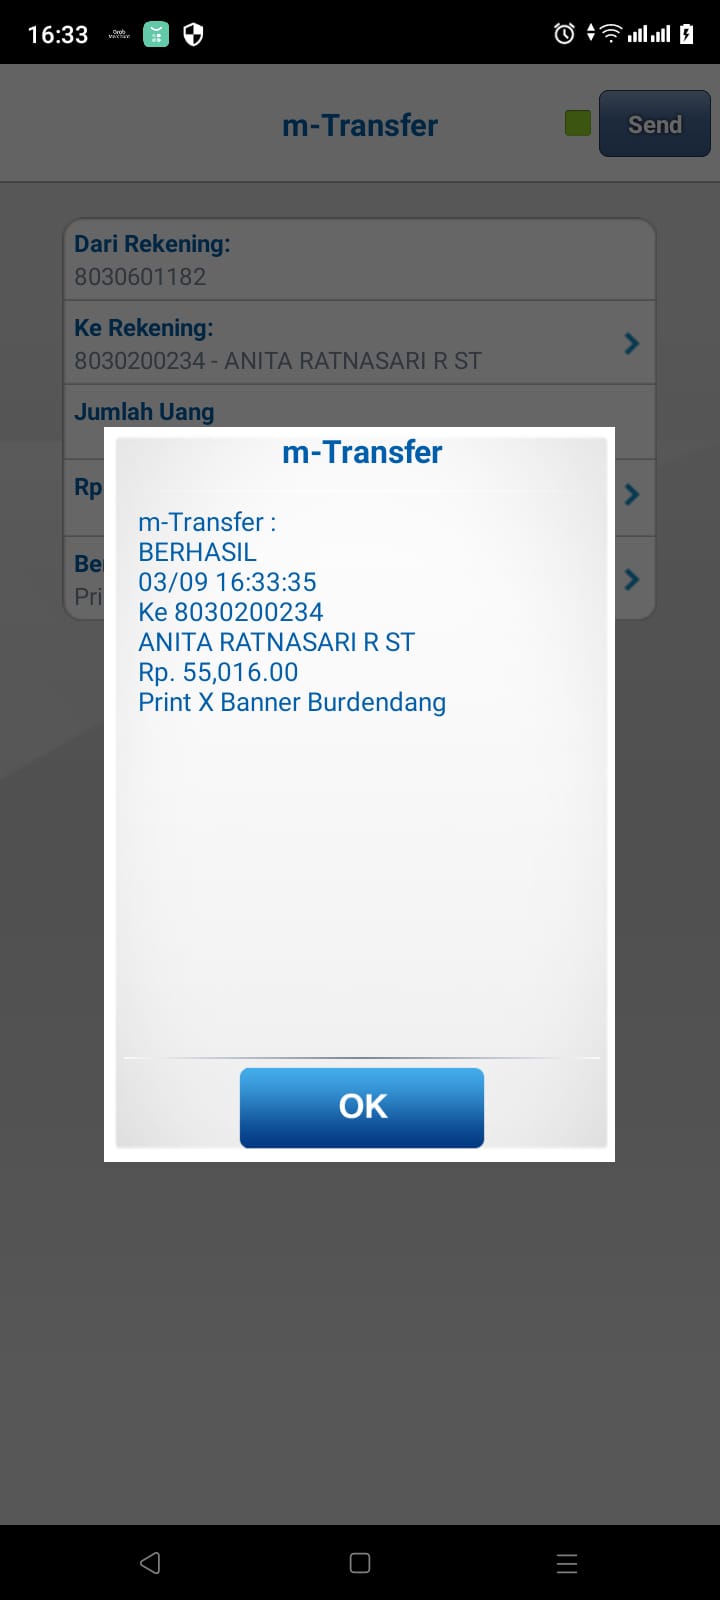 16:33
m-Transfer
Send
Dari Rekening:
8030601182
Ke Rekening:
8030200234 - ANITA RATNASARI R ST
Jumlah Uang
Rp
Be
Pri
m-Transfer
m-Transfer :
BERHASIL
03/09 16:33:35
Ke 8030200234
ANITA RATNASARI R ST
Rp. 55,016.00
Print X Banner Burdendang
OK